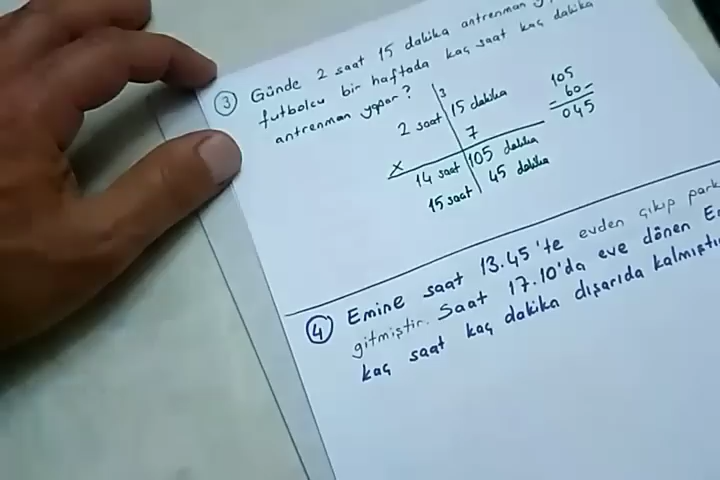 3 Günde 2 saat 15 dakika antrenman
futbolcu bir haftada kaç saat kaç dakika
antrenman yapar?
3
2 saat 15 dakika
7
x
14 saat 105 dakika
15 saat 45 dakika
105
60 -
= 045
4 Emine saat 13.45'te evden çıkıp
gitmiştir. Saat 17.10'da eve dönen
kaç saat kaç dakika dışarıda